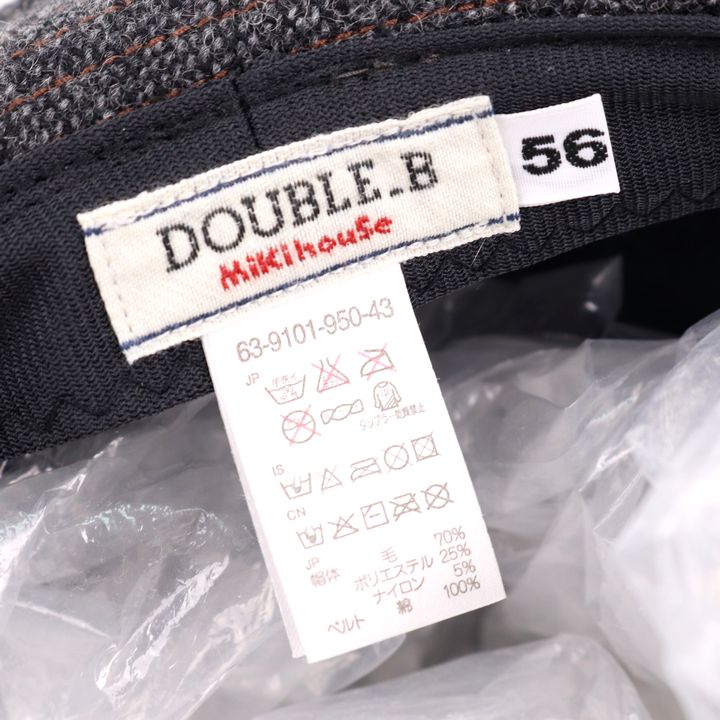 DOUBLE_B
MIKIHOUSE
56
63-9101-950-43
JP
手洗イ
タンブラー乾燥禁止
IS
CN
JP
帽体 毛 70%
ポリエステル 25%
ナイロン 5%
ベルト 綿 100%